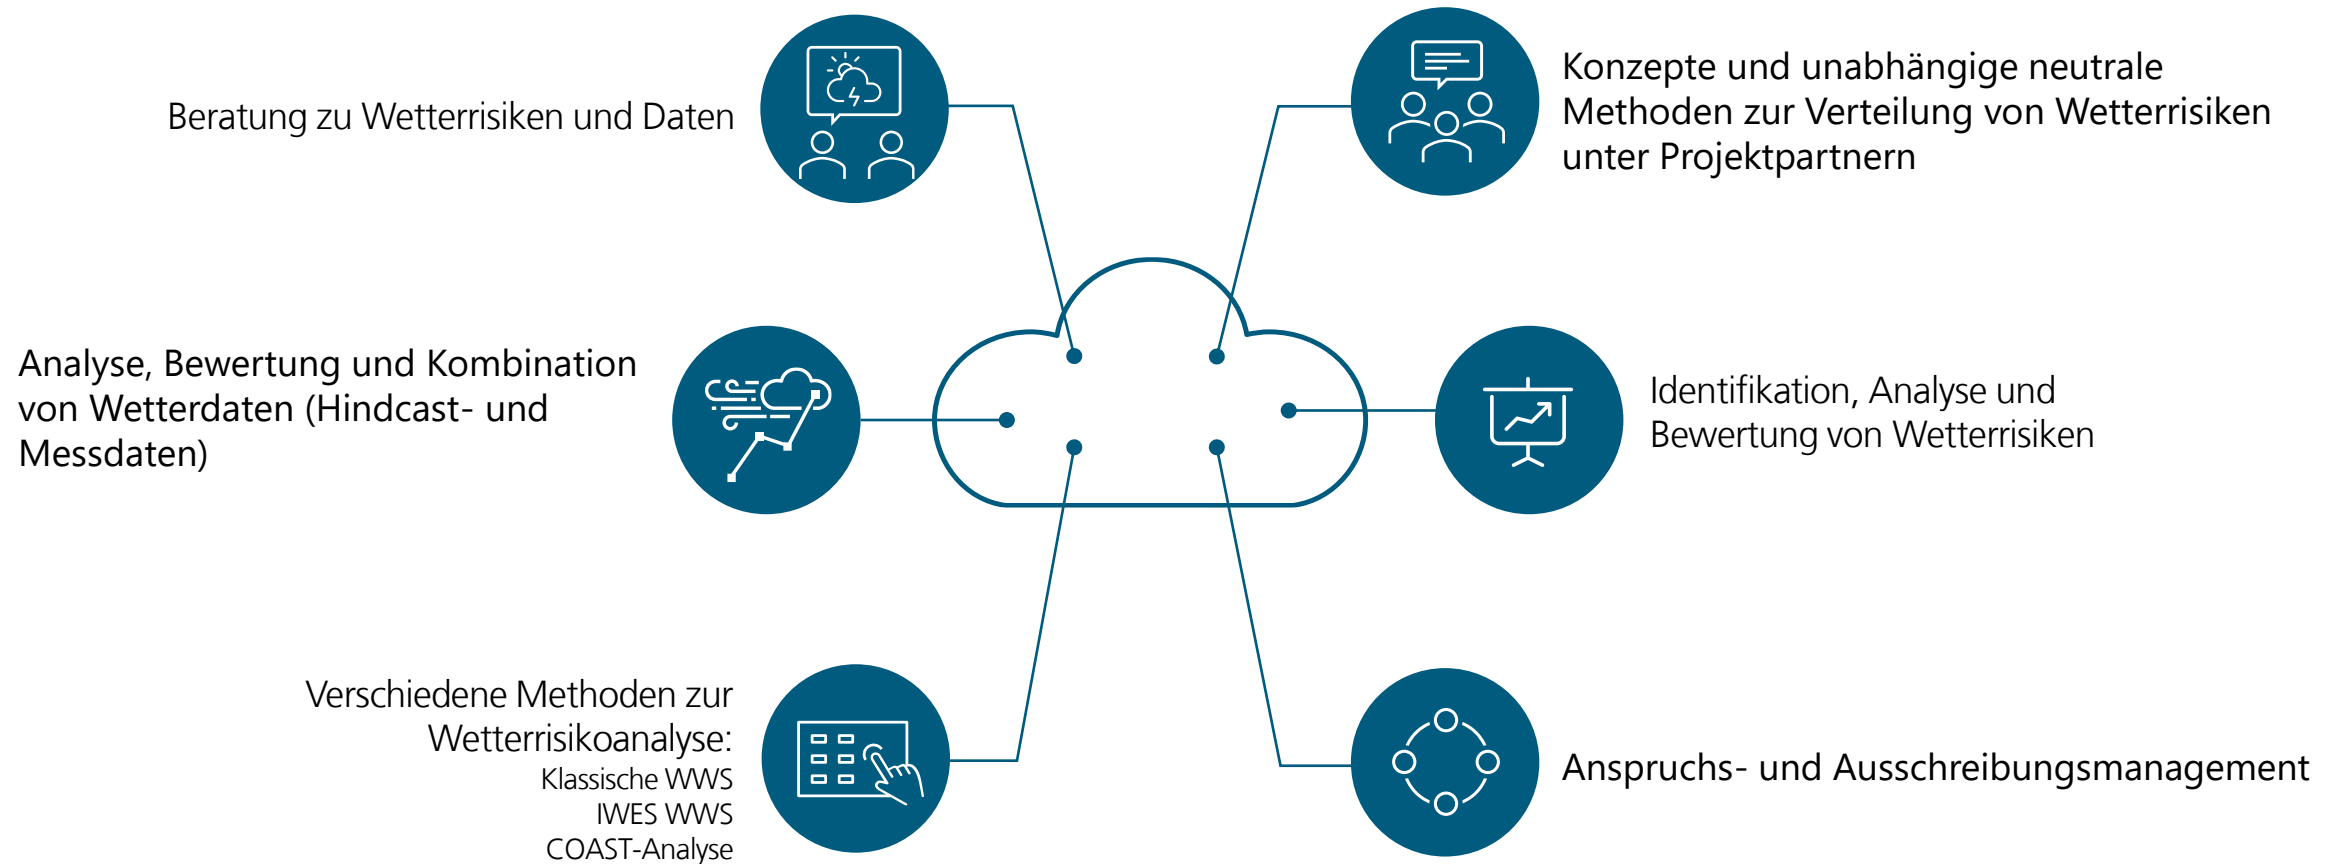 Beratung zu Wetterrisiken und Daten
Konzepte und unabhängige neutrale
Methoden zur Verteilung von Wetterrisiken
unter Projektpartnern
Analyse, Bewertung und Kombination
von Wetterdaten (Hindcast- und
Messdaten)
Identifikation, Analyse und
Bewertung von Wetterrisiken
Verschiedene Methoden zur
Wetterrisikoanalyse:
Klassische WWS
IWES WWS
COAST-Analyse
Anspruchs- und Ausschreibungsmanagement